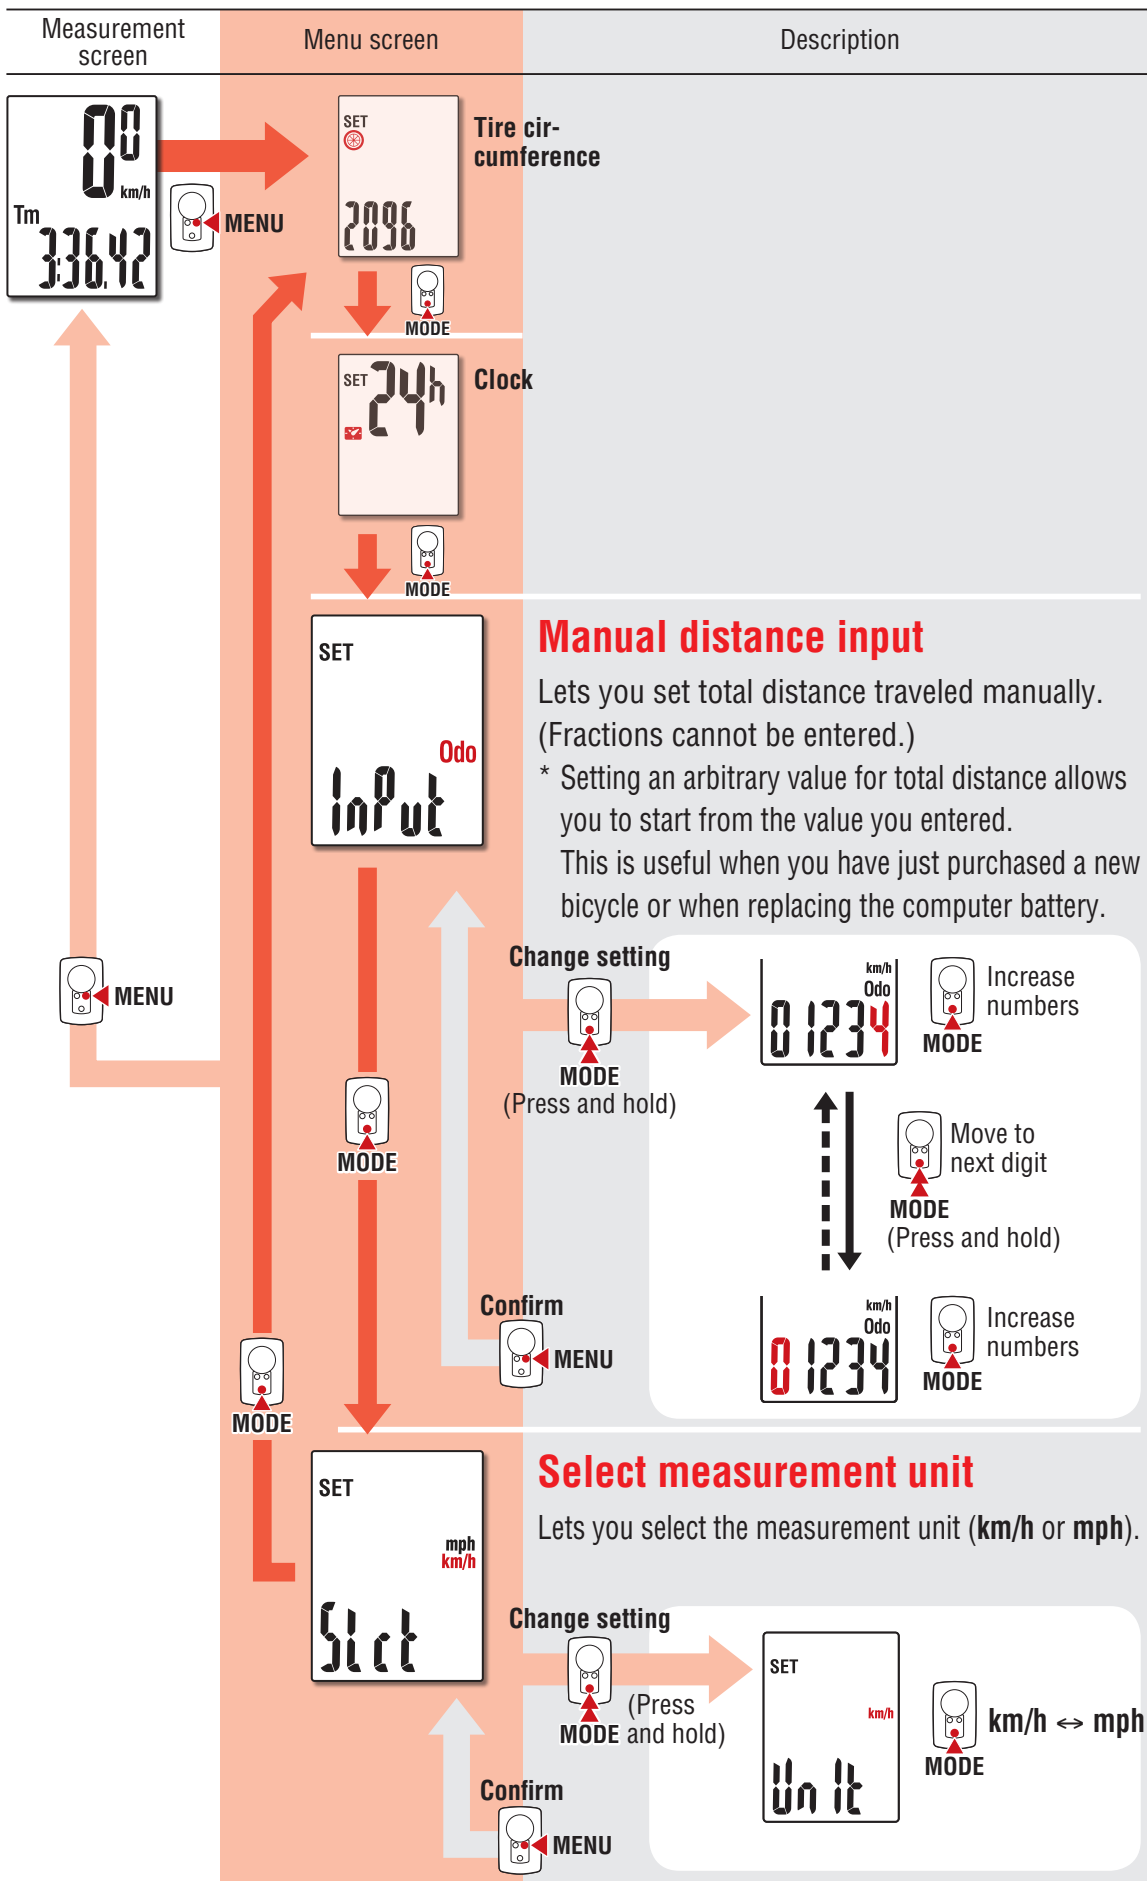 Measurement
screen
Menu screen
Description
0 0
km/h
Tm
3:36.42
MENU
SET
2096
Tire cir-
cumference
MODE
SET 24h
Clock
MODE
SET
Odo
InPut
Manual distance input
Lets you set total distance traveled manually.
(Fractions cannot be entered.)
* Setting an arbitrary value for total distance allows
you to start from the value you entered.
This is useful when you have just purchased a new
bicycle or when replacing the computer battery.
MENU
MODE
Change setting
MODE
(Press and hold)
km/h
Odo
01234
Increase
numbers
MODE
Move to
next digit
MODE
(Press and hold)
Confirm
MENU
km/h
Odo
01234
Increase
numbers
MODE
MODE
SET
mph
km/h
Slct
Select measurement unit
Lets you select the measurement unit (km/h or mph).
Change setting
(Press
MODE and hold)
SET
km/h
UnIt
km/h ↔ mph
MODE
Confirm
MENU